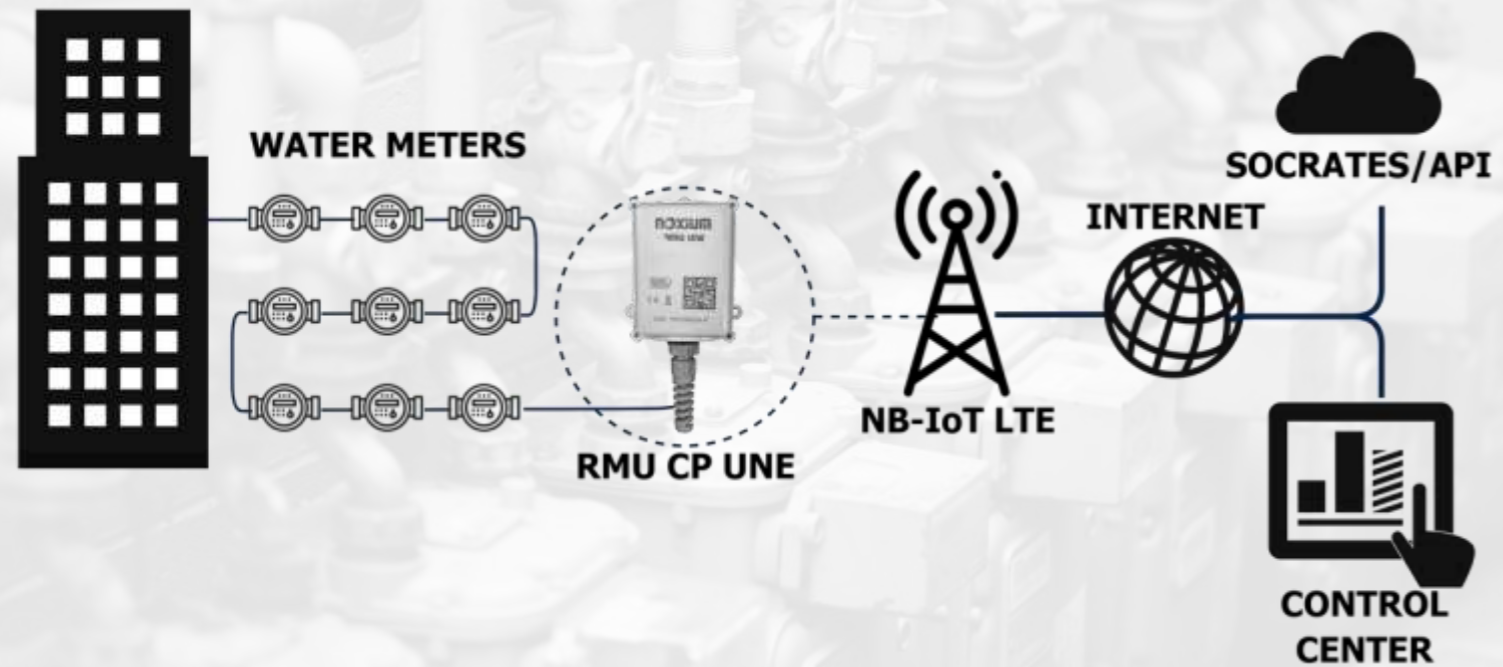 WATER METERS
SOCRATES/API
INTERNET
NB-IoT LTE
RMU CP UNE
CONTROL
CENTER